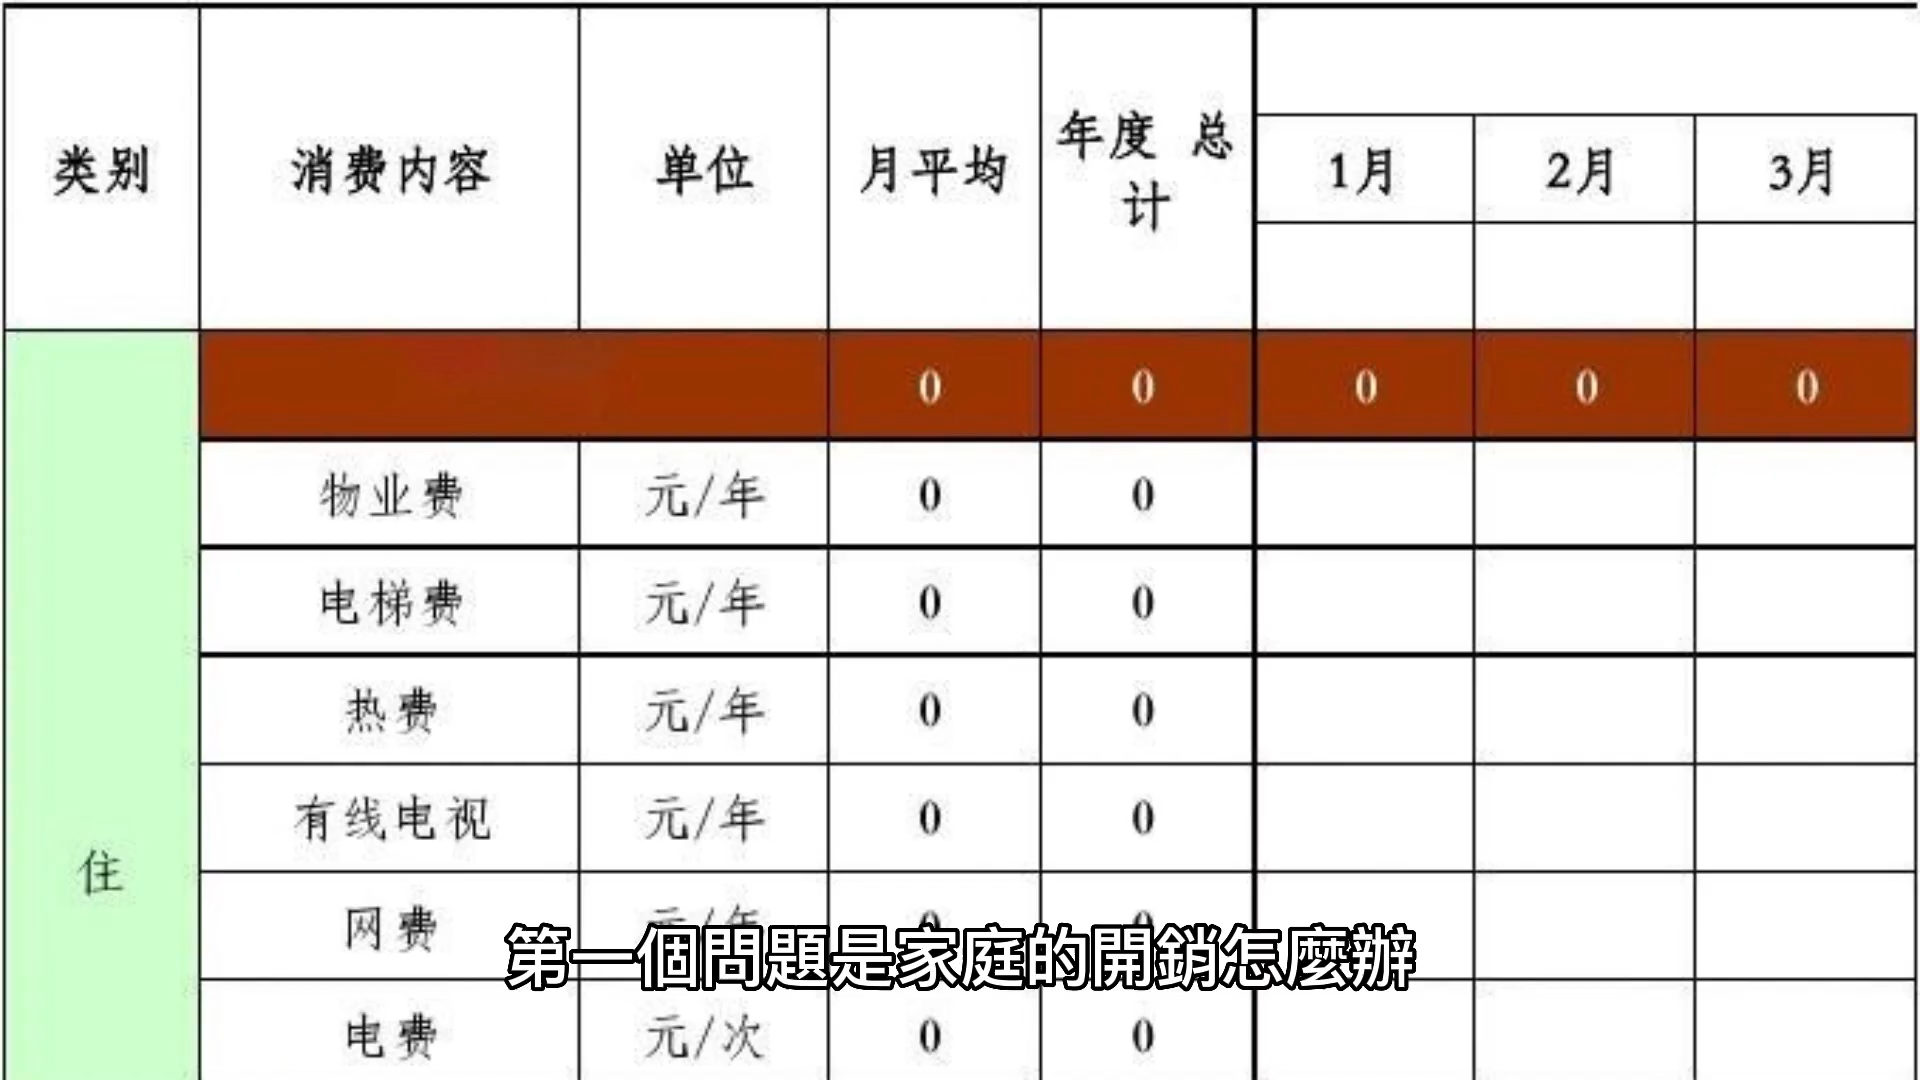 类别 消费内容 单位 月平均 年度 总计 1月 2月 3月
0 0 0 0 0
物业费 元/年 0 0
电梯费 元/年 0 0
热费 元/年 0 0
有线电视 元/年 0 0
住
网费 元/年 0 0
第一個問題是家庭的開銷怎麼辦
电费 元/次 0 0